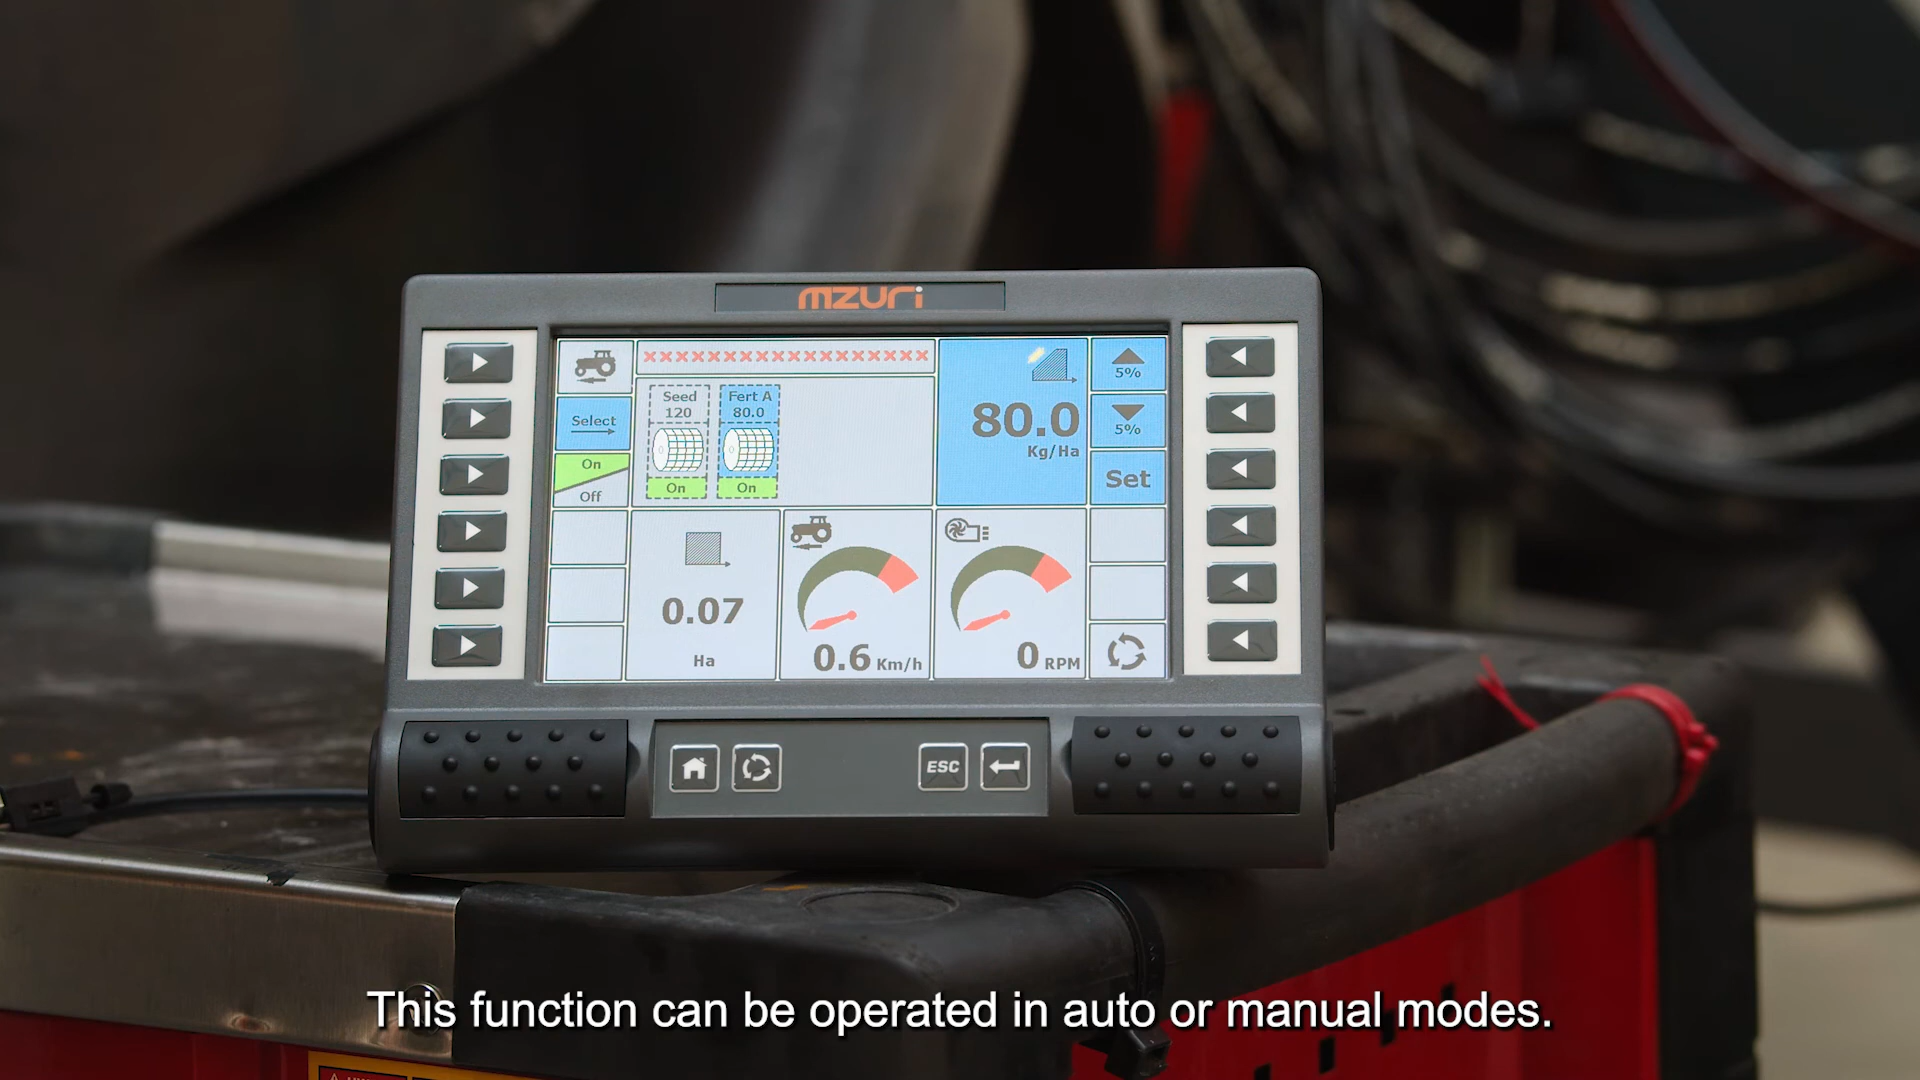 mzuri
Select
On
Off
Seed
120
On
Fert A
80.0
On
80.0
Kg/Ha
5%
5%
Set
0.07
Ha
0.6 Km/h
0 RPM
ESC
This function can be operated in auto or manual modes.